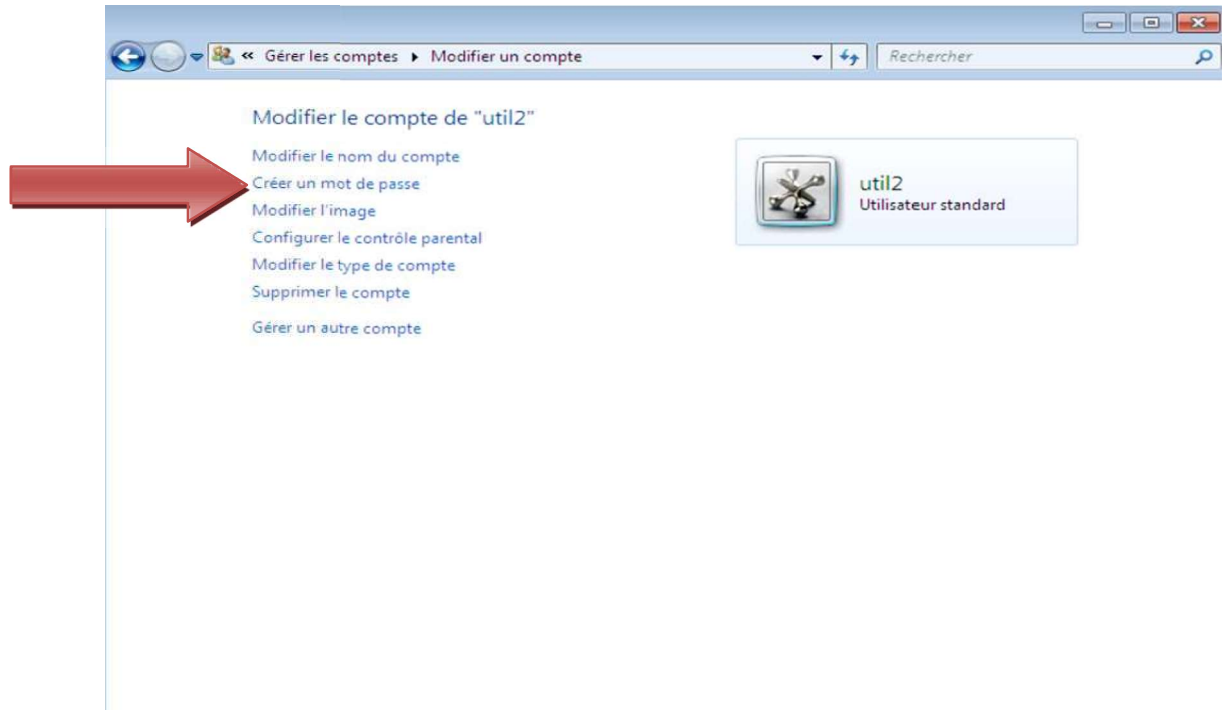 « Gérer les comptes ▸ Modifier un compte
Rechercher
Modifier le compte de "util2"
Modifier le nom du compte
Créer un mot de passe
Modifier l'image
Configurer le contrôle parental
Modifier le type de compte
Supprimer le compte
Gérer un autre compte
util2
Utilisateur standard